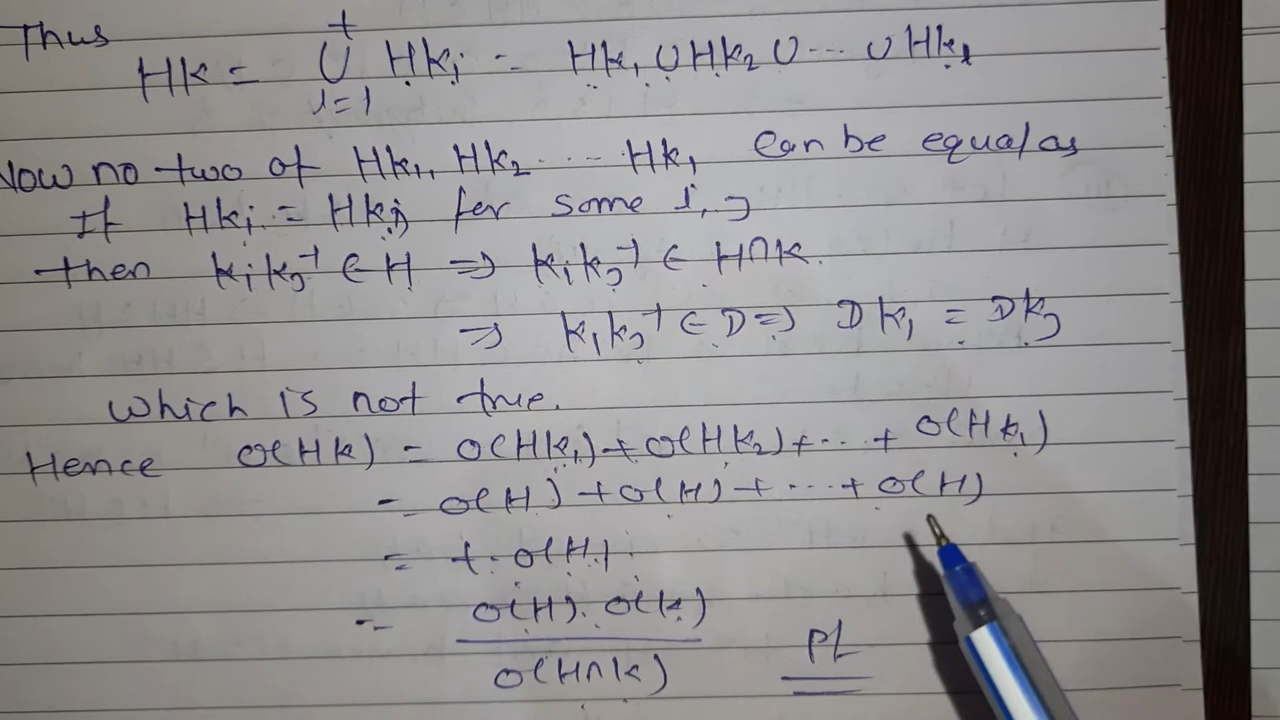 Thus
HK = ⋃_{i=1}^{t} Hk_i = Hk_1 ∪ Hk_2 ∪ ... ∪ Hk_t
Now no two of Hk_1, Hk_2 ... Hk_t can be equal as
If Hk_i = Hk_j for some i, j
then k_i k_j^{-1} ∈ H ⇒ k_i k_j^{-1} ∈ H∩K.
⇒ k_i k_j^{-1} ∈ D ⇒ Dk_i = Dk_j
which is not true.
Hence O(HK) = O(Hk_1) + O(Hk_2) + ... + O(Hk_t)
= O(H) + O(H) + ... + O(H)
= t. O(H)
= O(H). O(K)
O(H∩K)